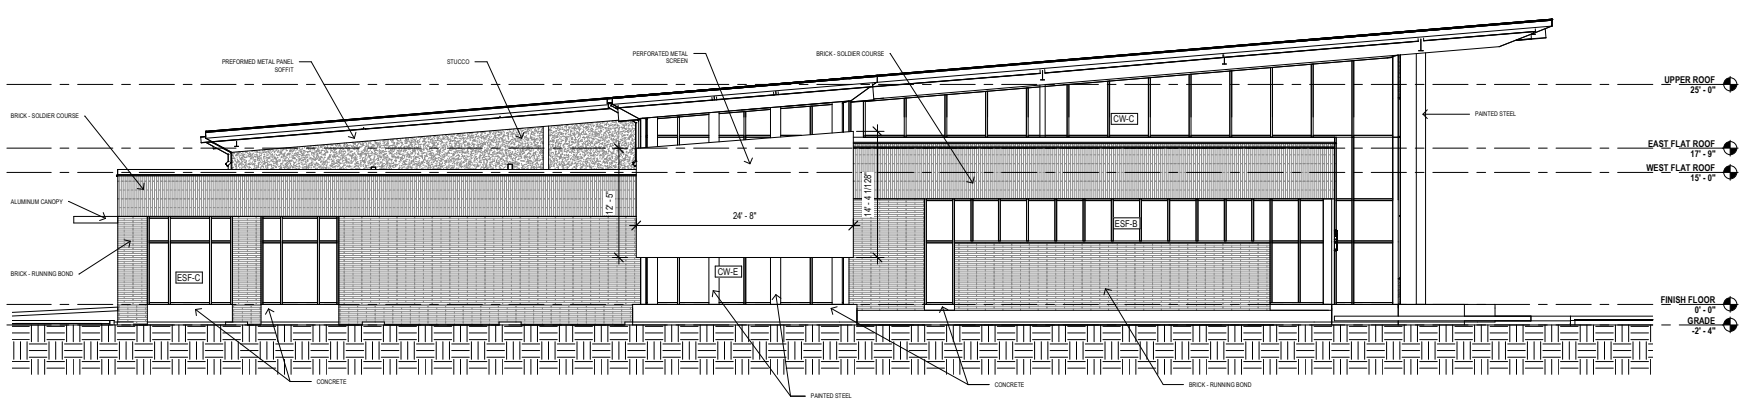 PREFORMED METAL PANEL
SOFFIT
STUCCO
PERFORATED METAL
SCREEN
BRICK - SOLDIER COURSE
UPPER ROOF
25' - 0"
BRICK - SOLDIER COURSE
CW-C
PAINTED STEEL
EAST FLAT ROOF
17' - 9"
WEST FLAT ROOF
15' - 0"
ALUMINUM CANOPY
12' - 5"
24' - 8"
14' - 4 1/128"
ESF-B
BRICK - RUNNING BOND
ESF-C
CW-E
FINISH FLOOR
0' - 0"
GRADE
-2' - 4"
CONCRETE
PAINTED STEEL
CONCRETE
BRICK - RUNNING BOND